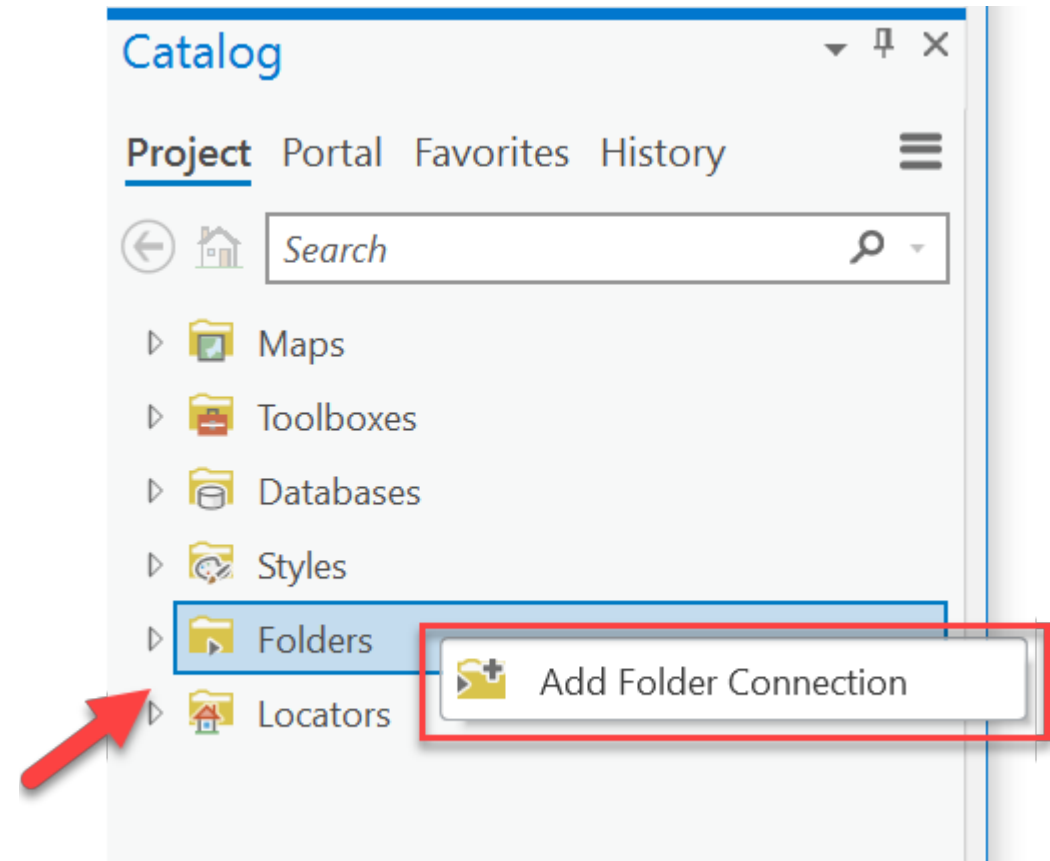 Catalog
Project Portal Favorites History
Search
Maps
Toolboxes
Databases
Styles
Folders
Add Folder Connection
Locators